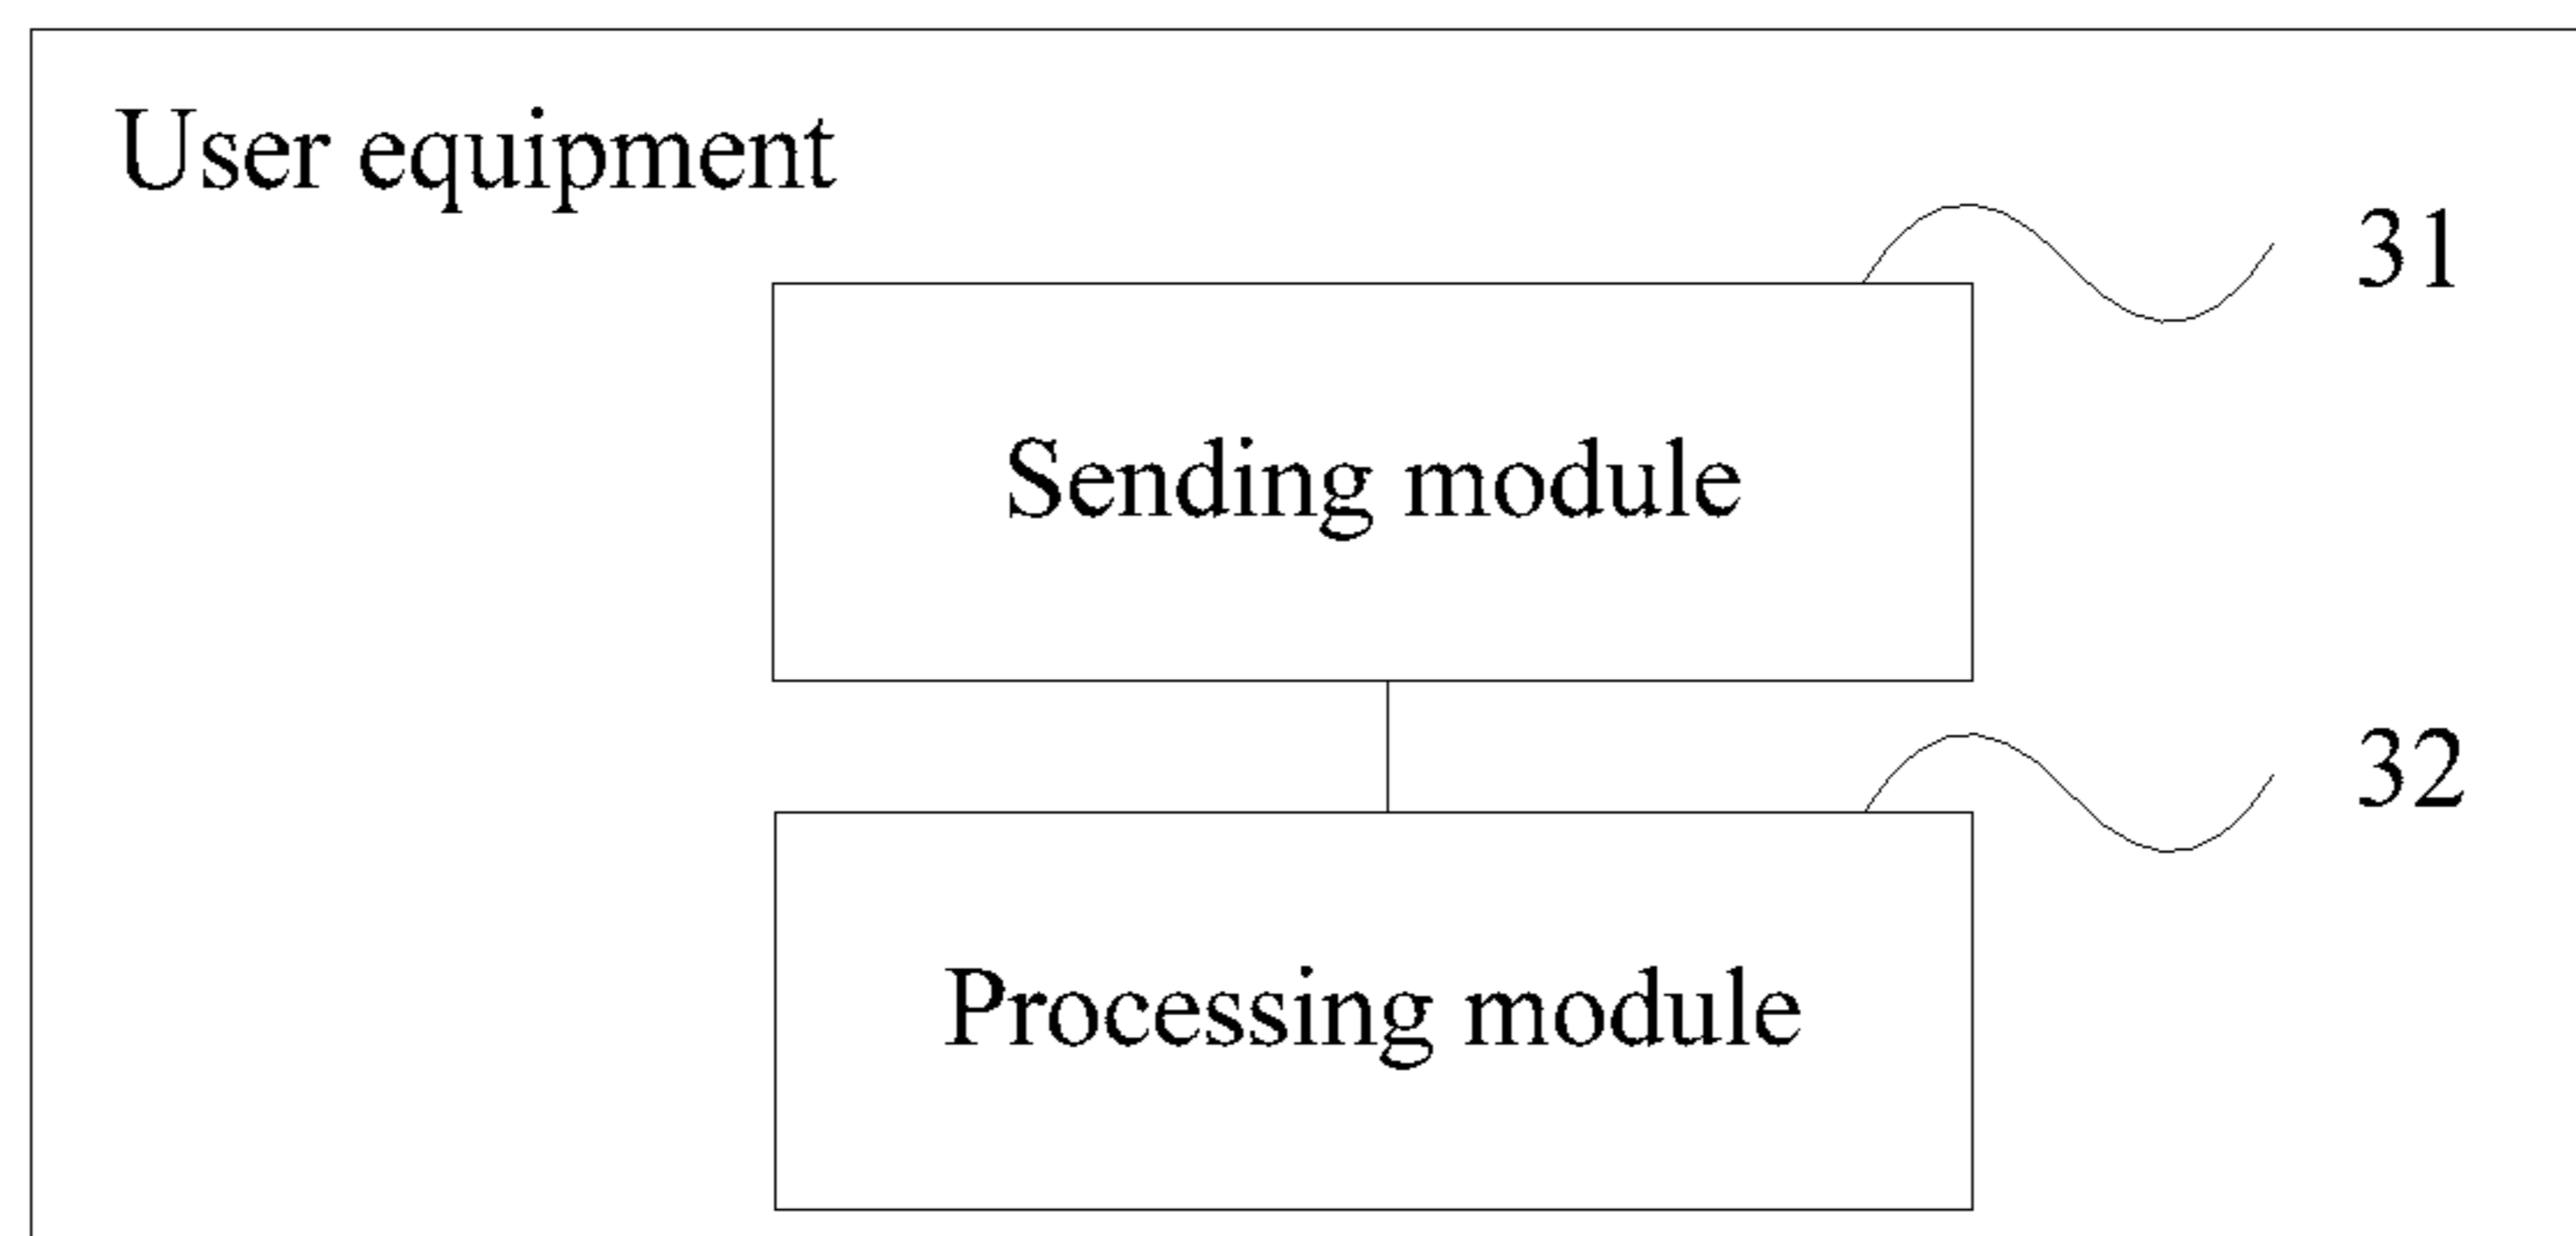 User equipment
31
Sending module
32
Processing module